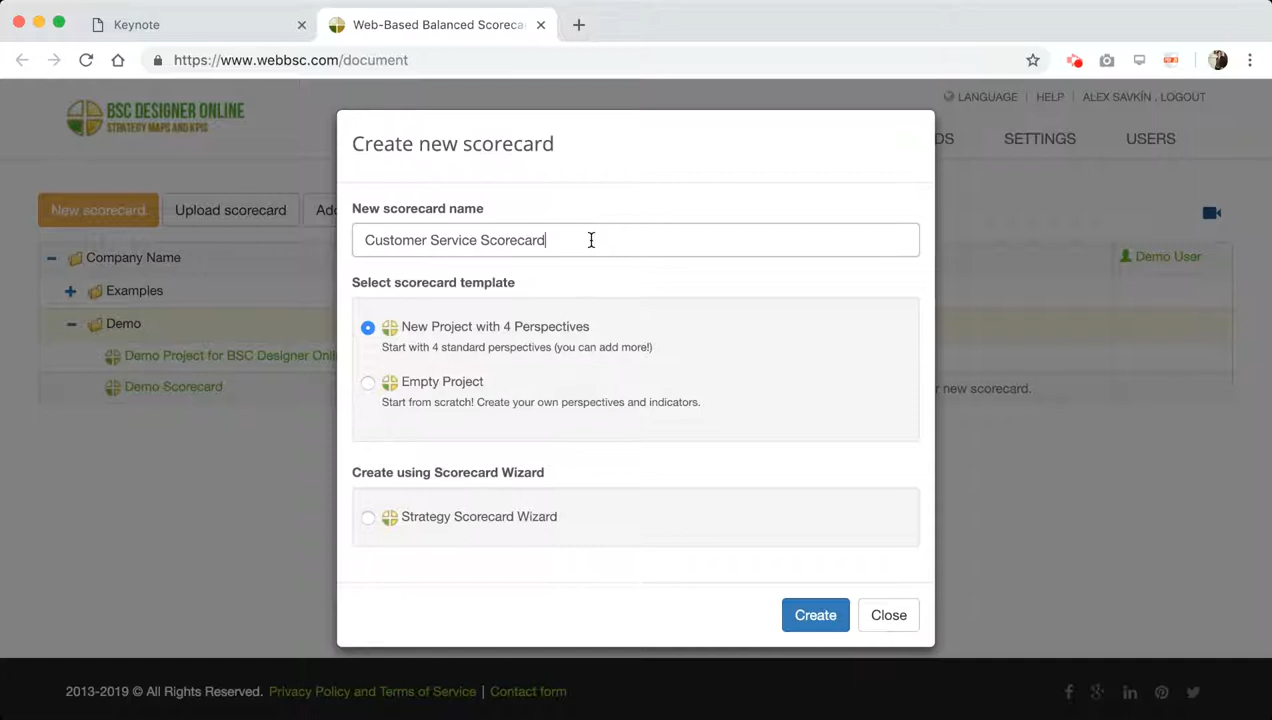 Keynote
Web-Based Balanced Scoreca
https://www.webbsc.com/document
BSC DESIGNER ONLINE
STRATEGY MAPS AND KPIS
LANGUAGE | HELP | ALEX SAVKIN . LOGOUT
DS SETTINGS USERS
New scorecard Upload scorecard Add
Company Name
Demo User
Examples
Demo
Demo Project for BSC Designer Onli
Demo Scorecard
r new scorecard.
Create new scorecard
New scorecard name
Customer Service Scorecard
Select scorecard template
New Project with 4 Perspectives
Start with 4 standard perspectives (you can add more!)
Empty Project
Start from scratch! Create your own perspectives and indicators.
Create using Scorecard Wizard
Strategy Scorecard Wizard
Create Close
2013-2019 © All Rights Reserved. Privacy Policy and Terms of Service | Contact form